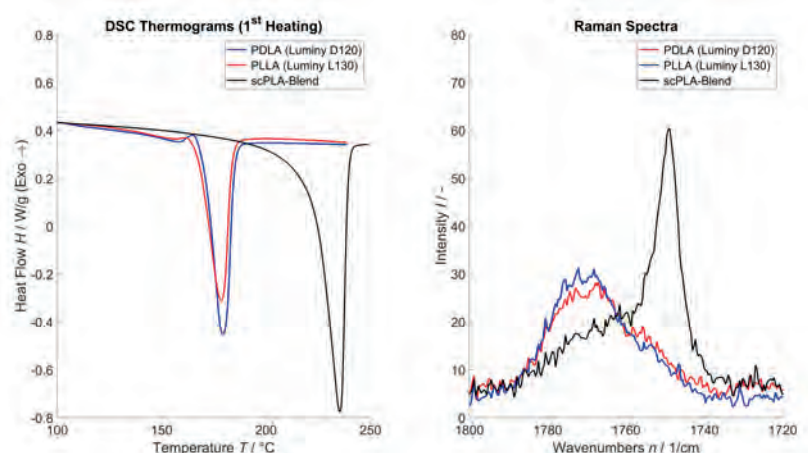 DSC Thermograms (1st Heating)
PDLA (Luminy D120)
PLLA (Luminy L130)
scPLA-Blend
0.8
0.6
0.4
0.2
0
-0.2
-0.4
-0.6
-0.8
Heat Flow H / W/g (Exo →)
100
150
200
250
Temperature T / °C
Raman Spectra
PDLA (Luminy D120)
PLLA (Luminy L130)
scPLA-Blend
80
70
60
50
40
30
20
10
0
Intensity I / -
1800
1780
1760
1740
1720
Wavenumbers n / 1/cm